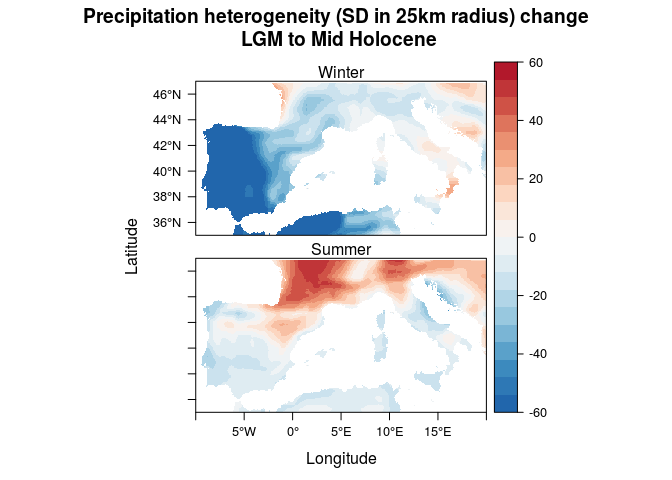 Precipitation heterogeneity (SD in 25km radius) change
LGM to Mid Holocene
Winter
46°N
44°N
42°N
40°N
38°N
36°N
Summer
Latitude
5°W 0° 5°E 10°E 15°E
Longitude
60
40
20
0
-20
-40
-60